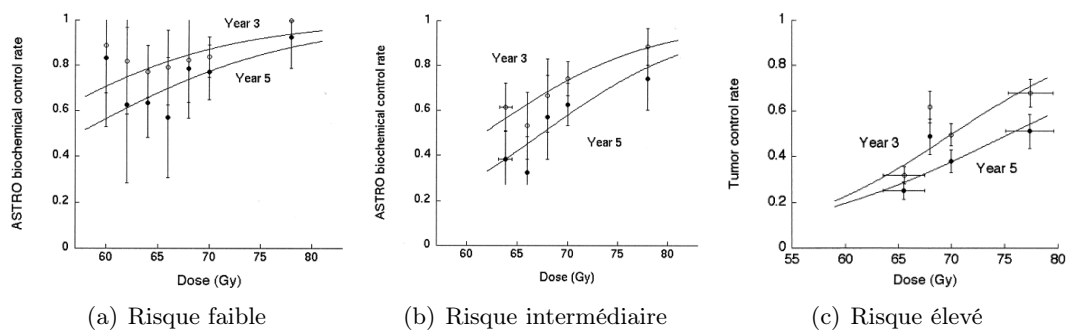 ASTRO biochemical control rate
1
0.8
0.6
0.4
0.2
0
Year 3
Year 5
60
65
70
75
80
Dose (Gy)
(a) Risque faible
ASTRO biochemical control rate
1
0.8
0.6
0.4
0.2
0
Year 3
Year 5
60
65
70
75
80
Dose (Gy)
(b) Risque intermédiaire
Tumor control rate
1
0.8
0.6
0.4
0.2
0
Year 3
Year 5
55
60
65
70
75
80
Dose (Gy)
(c) Risque élevé